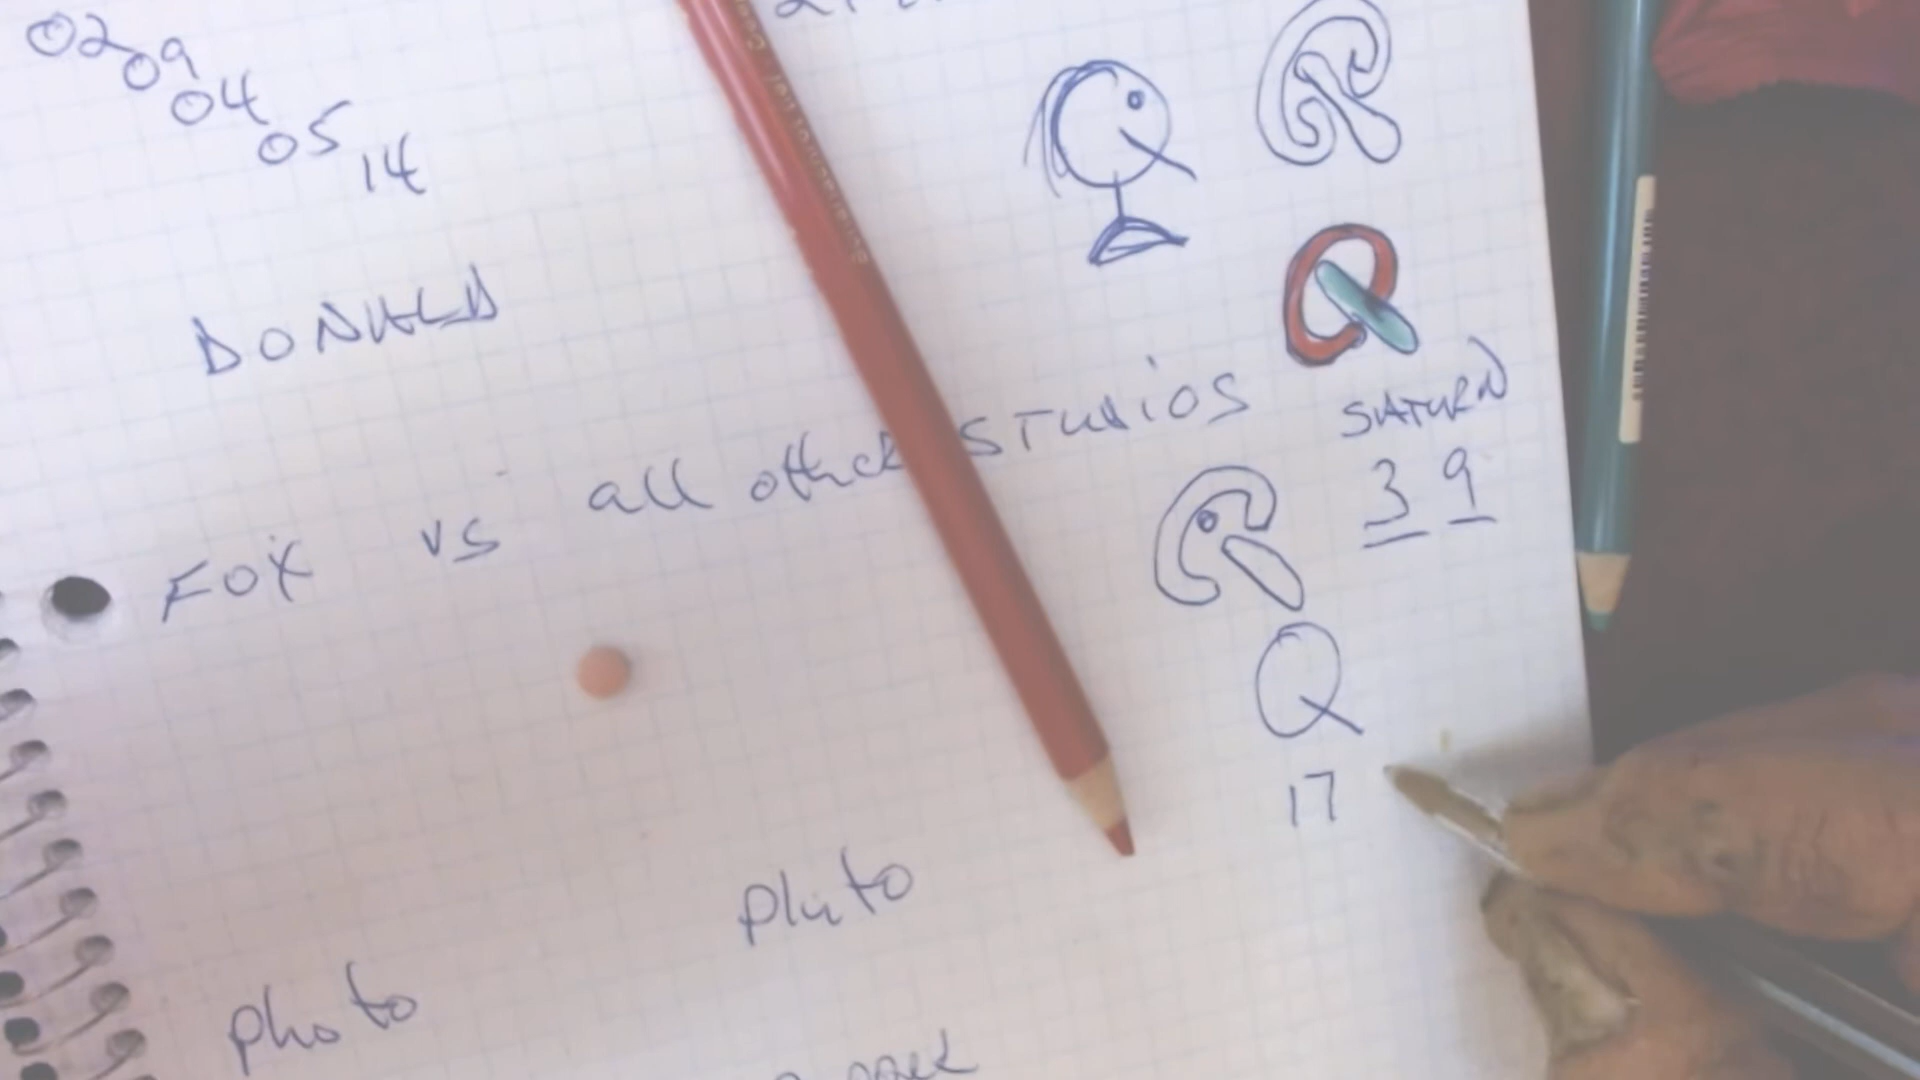 02
09
04
05
14
DONALD
SATURN
FOX vs all other STUDIOS
3 9
Q
17
pluto
photo